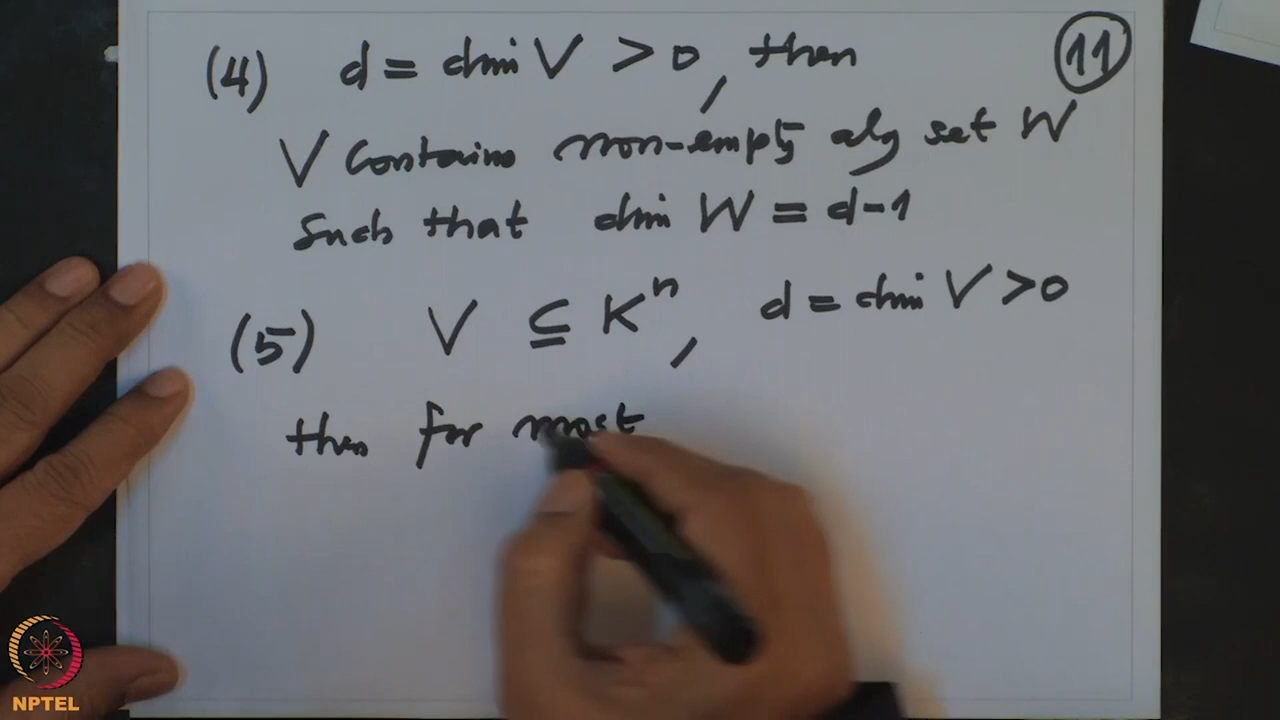 (4) d = dim V > 0, then
(11)
V Contains non-empty alg set W
Such that dim W = d-1
(5) V ⊆ Kⁿ, d = dim V > 0
then for most
NPTEL